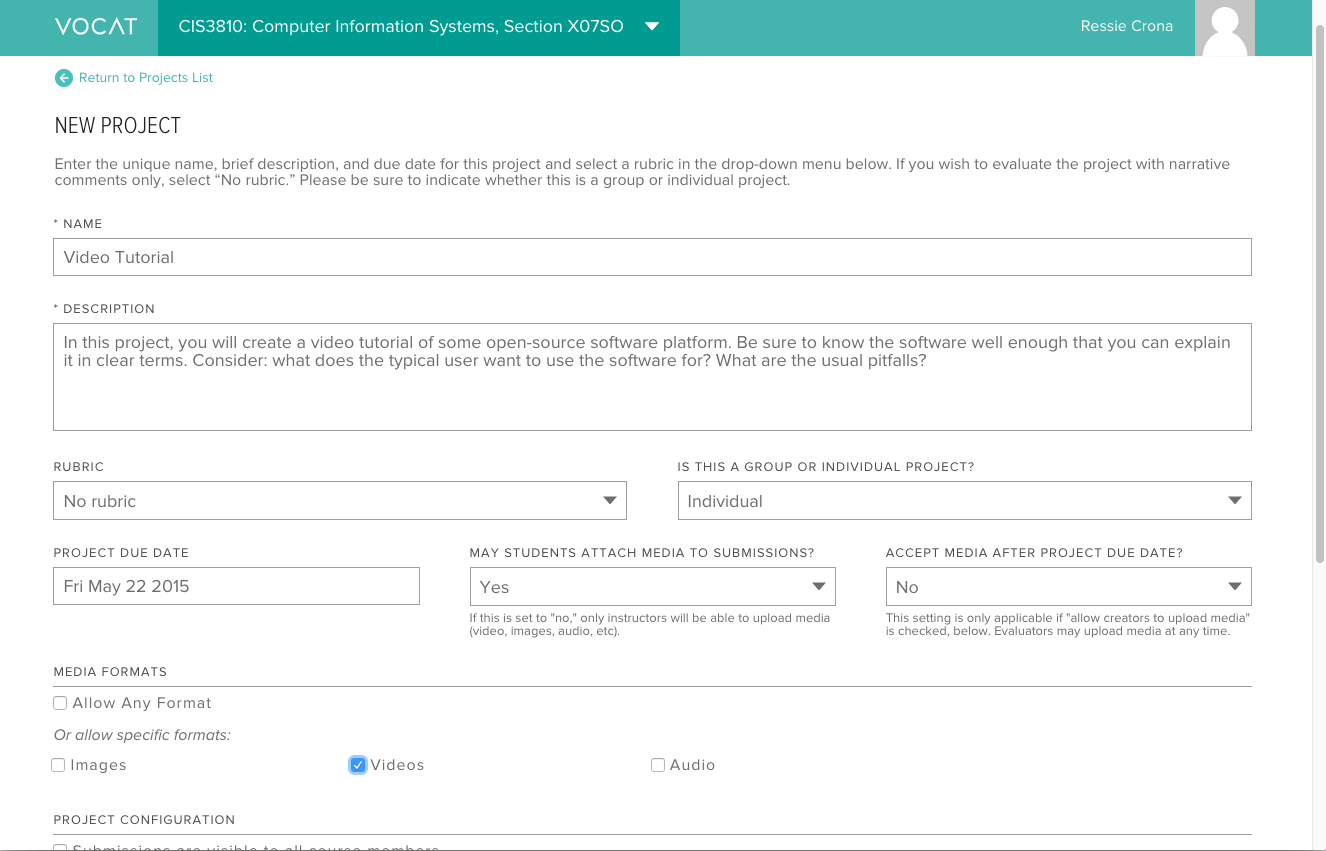 VOCAT
CIS3810: Computer Information Systems, Section X07SO
Ressie Crona
Return to Projects List
NEW PROJECT
Enter the unique name, brief description, and due date for this project and select a rubric in the drop-down menu below. If you wish to evaluate the project with narrative
comments only, select “No rubric.” Please be sure to indicate whether this is a group or individual project.
* NAME
Video Tutorial
* DESCRIPTION
In this project, you will create a video tutorial of some open-source software platform. Be sure to know the software well enough that you can explain
it in clear terms. Consider: what does the typical user want to use the software for? What are the usual pitfalls?
RUBRIC
No rubric
IS THIS A GROUP OR INDIVIDUAL PROJECT?
Individual
PROJECT DUE DATE
Fri May 22 2015
MAY STUDENTS ATTACH MEDIA TO SUBMISSIONS?
Yes
If this is set to "no," only instructors will be able to upload media
(video, images, audio, etc).
ACCEPT MEDIA AFTER PROJECT DUE DATE?
No
This setting is only applicable if "allow creators to upload media"
is checked, below. Evaluators may upload media at any time.
MEDIA FORMATS
Allow Any Format
Or allow specific formats:
Images
Videos
Audio
PROJECT CONFIGURATION
Submissions are visible to all course members